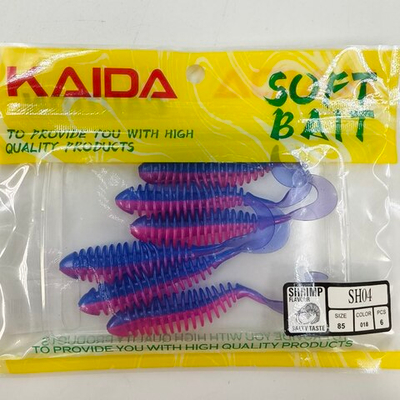 KAIDA
SOFT
BAIT
TO PROVIDE YOU WITH HIGH
QUALITY PRODUCTS
SHRIMP
FLAVOUR
SALTY TASTE
SH04
SIZE COLOR PCS
85 018 6
TO PROVIDE YOU WITH HIGH QUALITY PRODUCTS